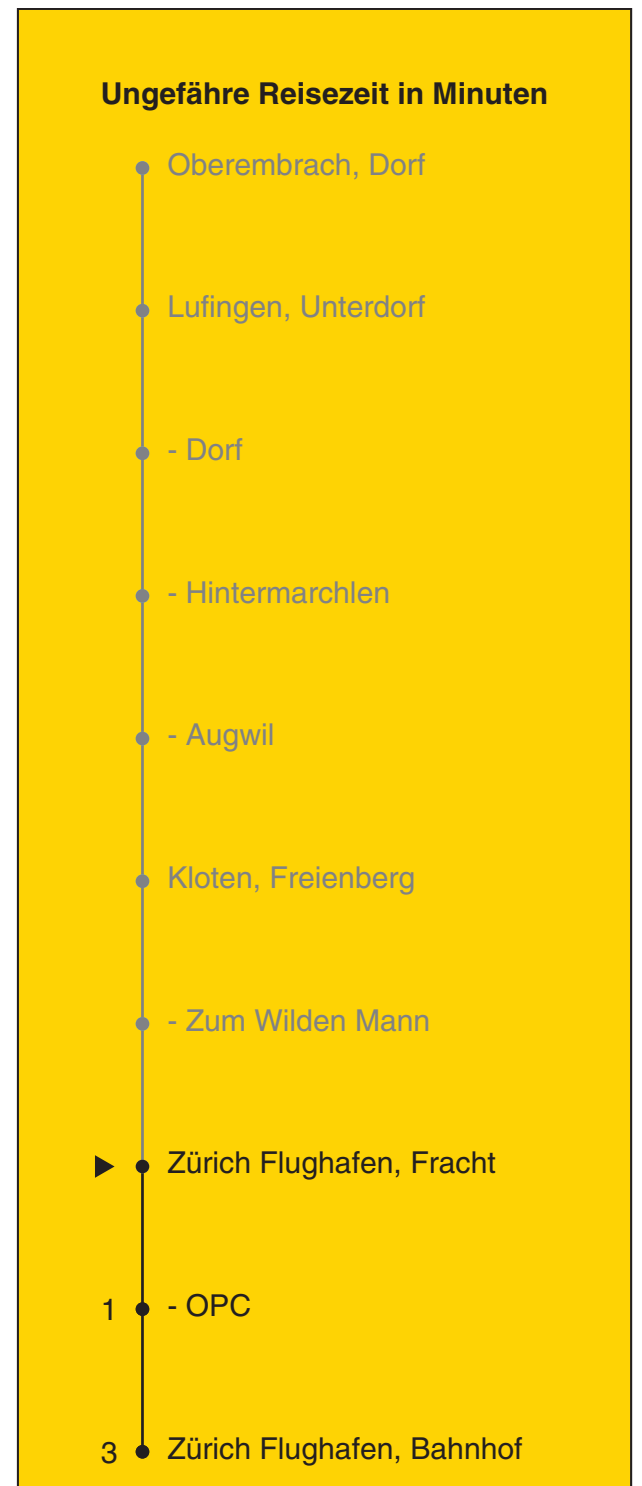 Ungefähre Reisezeit in Minuten
Oberembrach, Dorf
Lufingen, Unterdorf
- Dorf
- Hintermarchlen
- Augwil
Kloten, Freienberg
- Zum Wilden Mann
Zürich Flughafen, Fracht
1 - OPC
3 Zürich Flughafen, Bahnhof